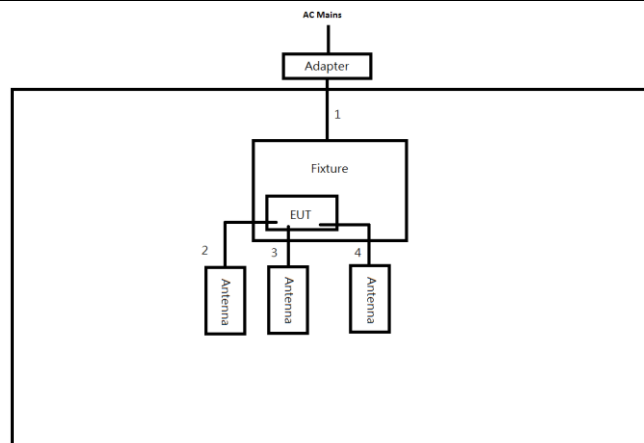 AC Mains
Adapter
1
Fixture
EUT
2
3
4
Antenna
Antenna
Antenna